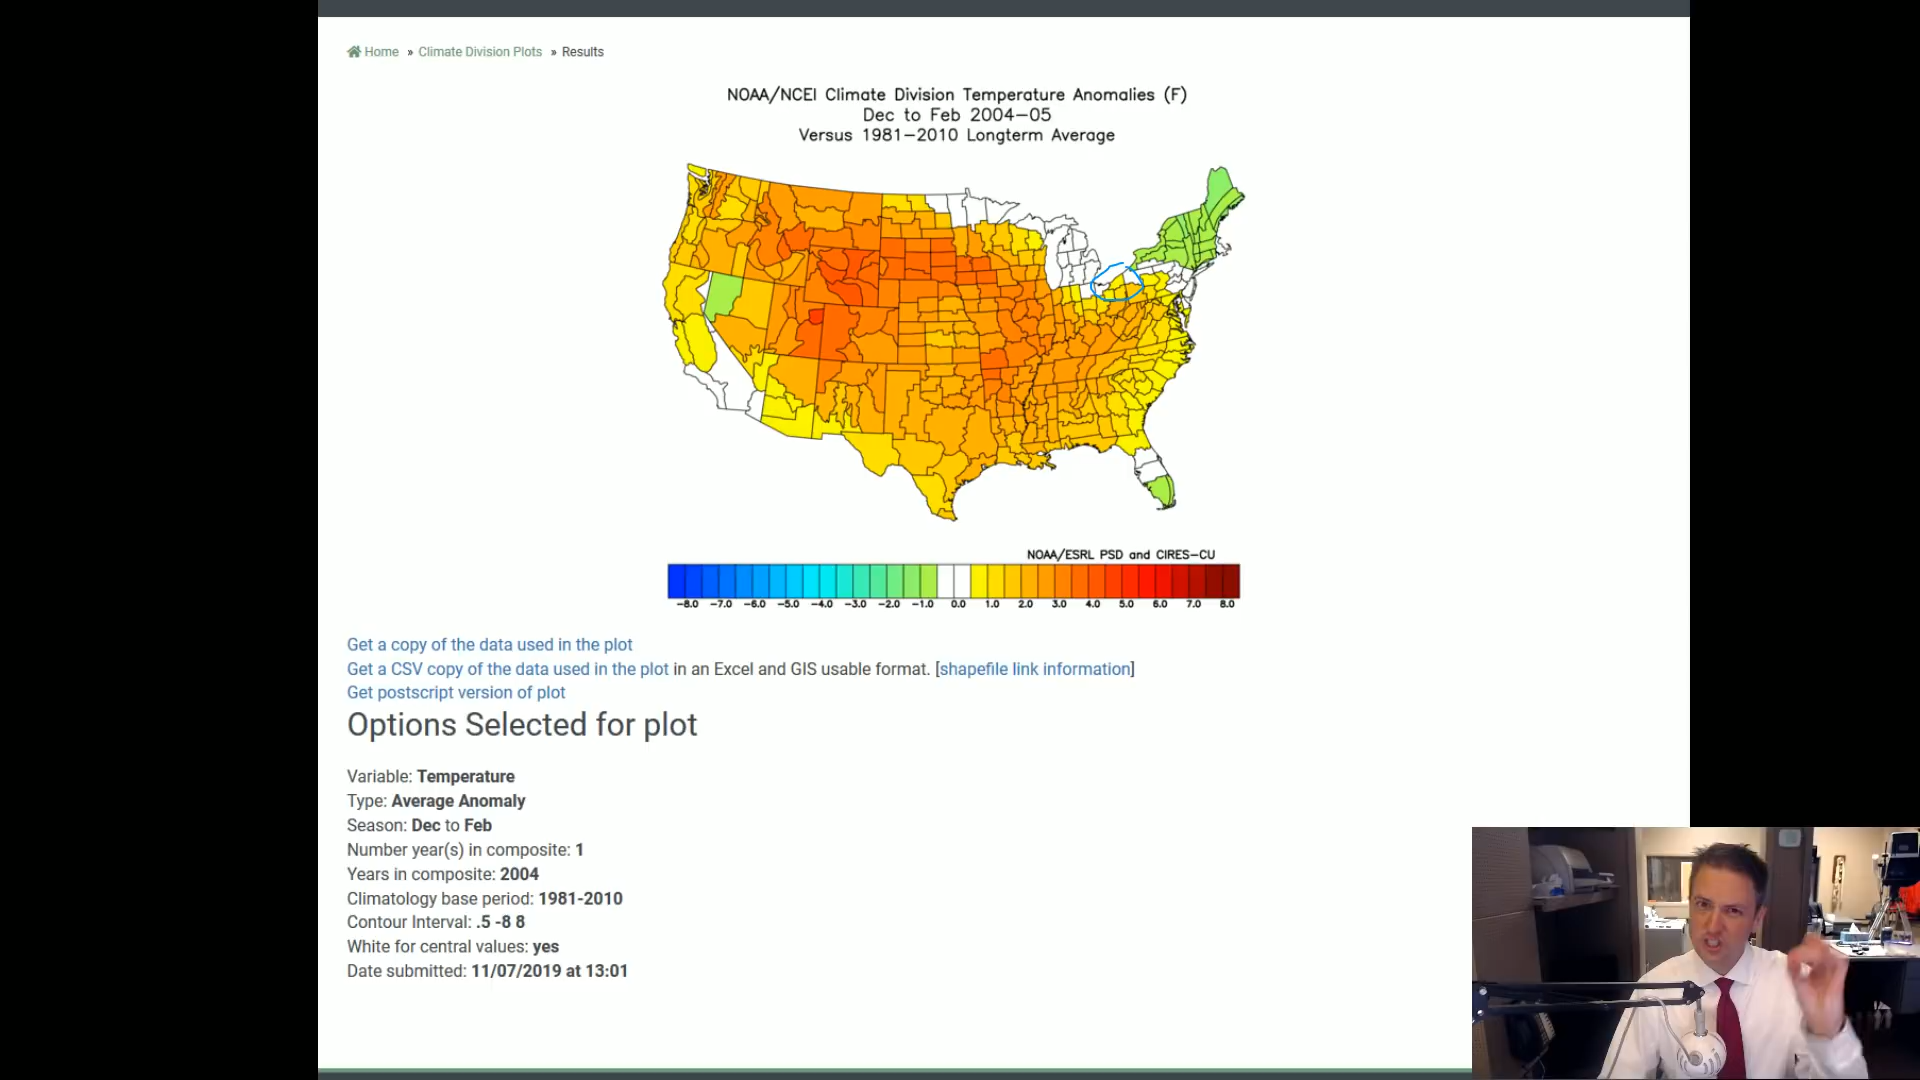 Home » Climate Division Plots » Results
NOAA/NCEI Climate Division Temperature Anomalies (F)
Dec to Feb 2004-05
Versus 1981-2010 Longterm Average
NOAA/ESRL PSD and CIRES-CU
-8.0 -7.0 -6.0 -5.0 -4.0 -3.0 -2.0 -1.0 0.0 1.0 2.0 3.0 4.0 5.0 6.0 7.0 8.0
Get a copy of the data used in the plot
Get a CSV copy of the data used in the plot in an Excel and GIS usable format. [shapefile link information]
Get postscript version of plot
Options Selected for plot
Variable: Temperature
Type: Average Anomaly
Season: Dec to Feb
Number year(s) in composite: 1
Years in composite: 2004
Climatology base period: 1981-2010
Contour Interval: .5 -8 8
White for central values: yes
Date submitted: 11/07/2019 at 13:01